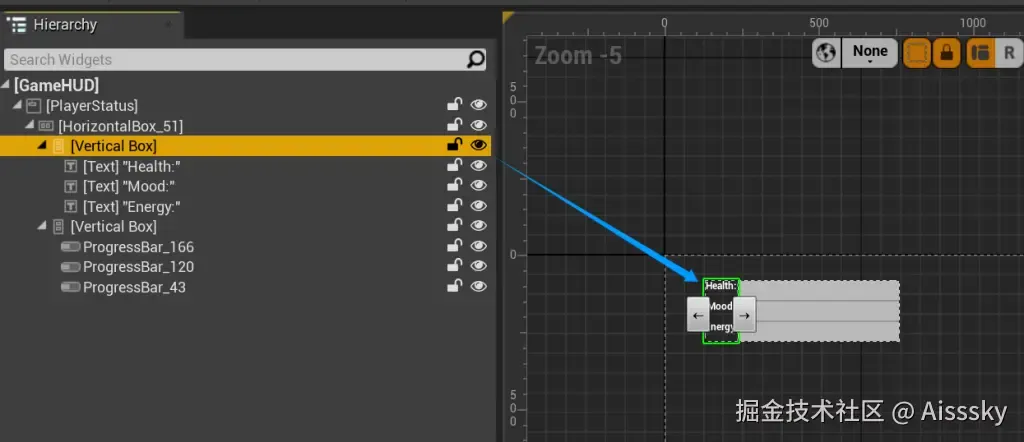 Hierarchy
Search Widgets
[GameHUD]
[PlayerStatus]
[HorizontalBox_51]
[Vertical Box]
[Text] "Health:"
[Text] "Mood:"
[Text] "Energy:"
[Vertical Box]
ProgressBar_166
ProgressBar_120
ProgressBar_43
0
500
1000
Zoom -5
None
R
5
0
0
Health:
Mood
nergy
5
0
掘金技术社区 @ Aisssky